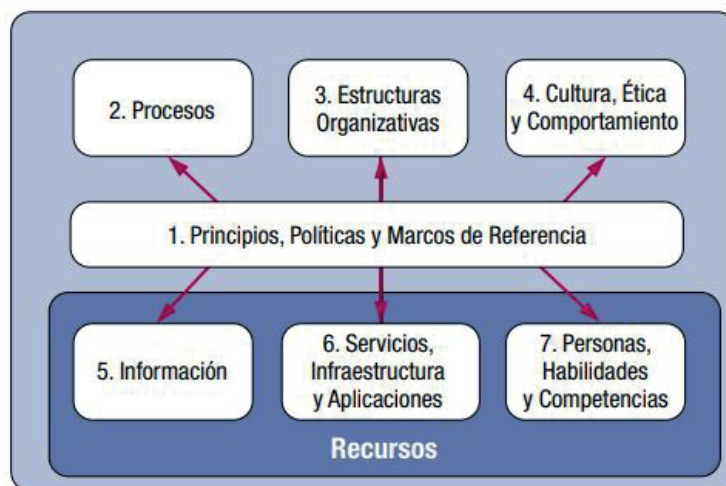 2. Procesos
3. Estructuras
Organizativas
4. Cultura, Ética
y Comportamiento
1. Principios, Políticas y Marcos de Referencia
5. Información
6. Servicios,
Infraestructura
y Aplicaciones
7. Personas,
Habilidades
y Competencias
Recursos